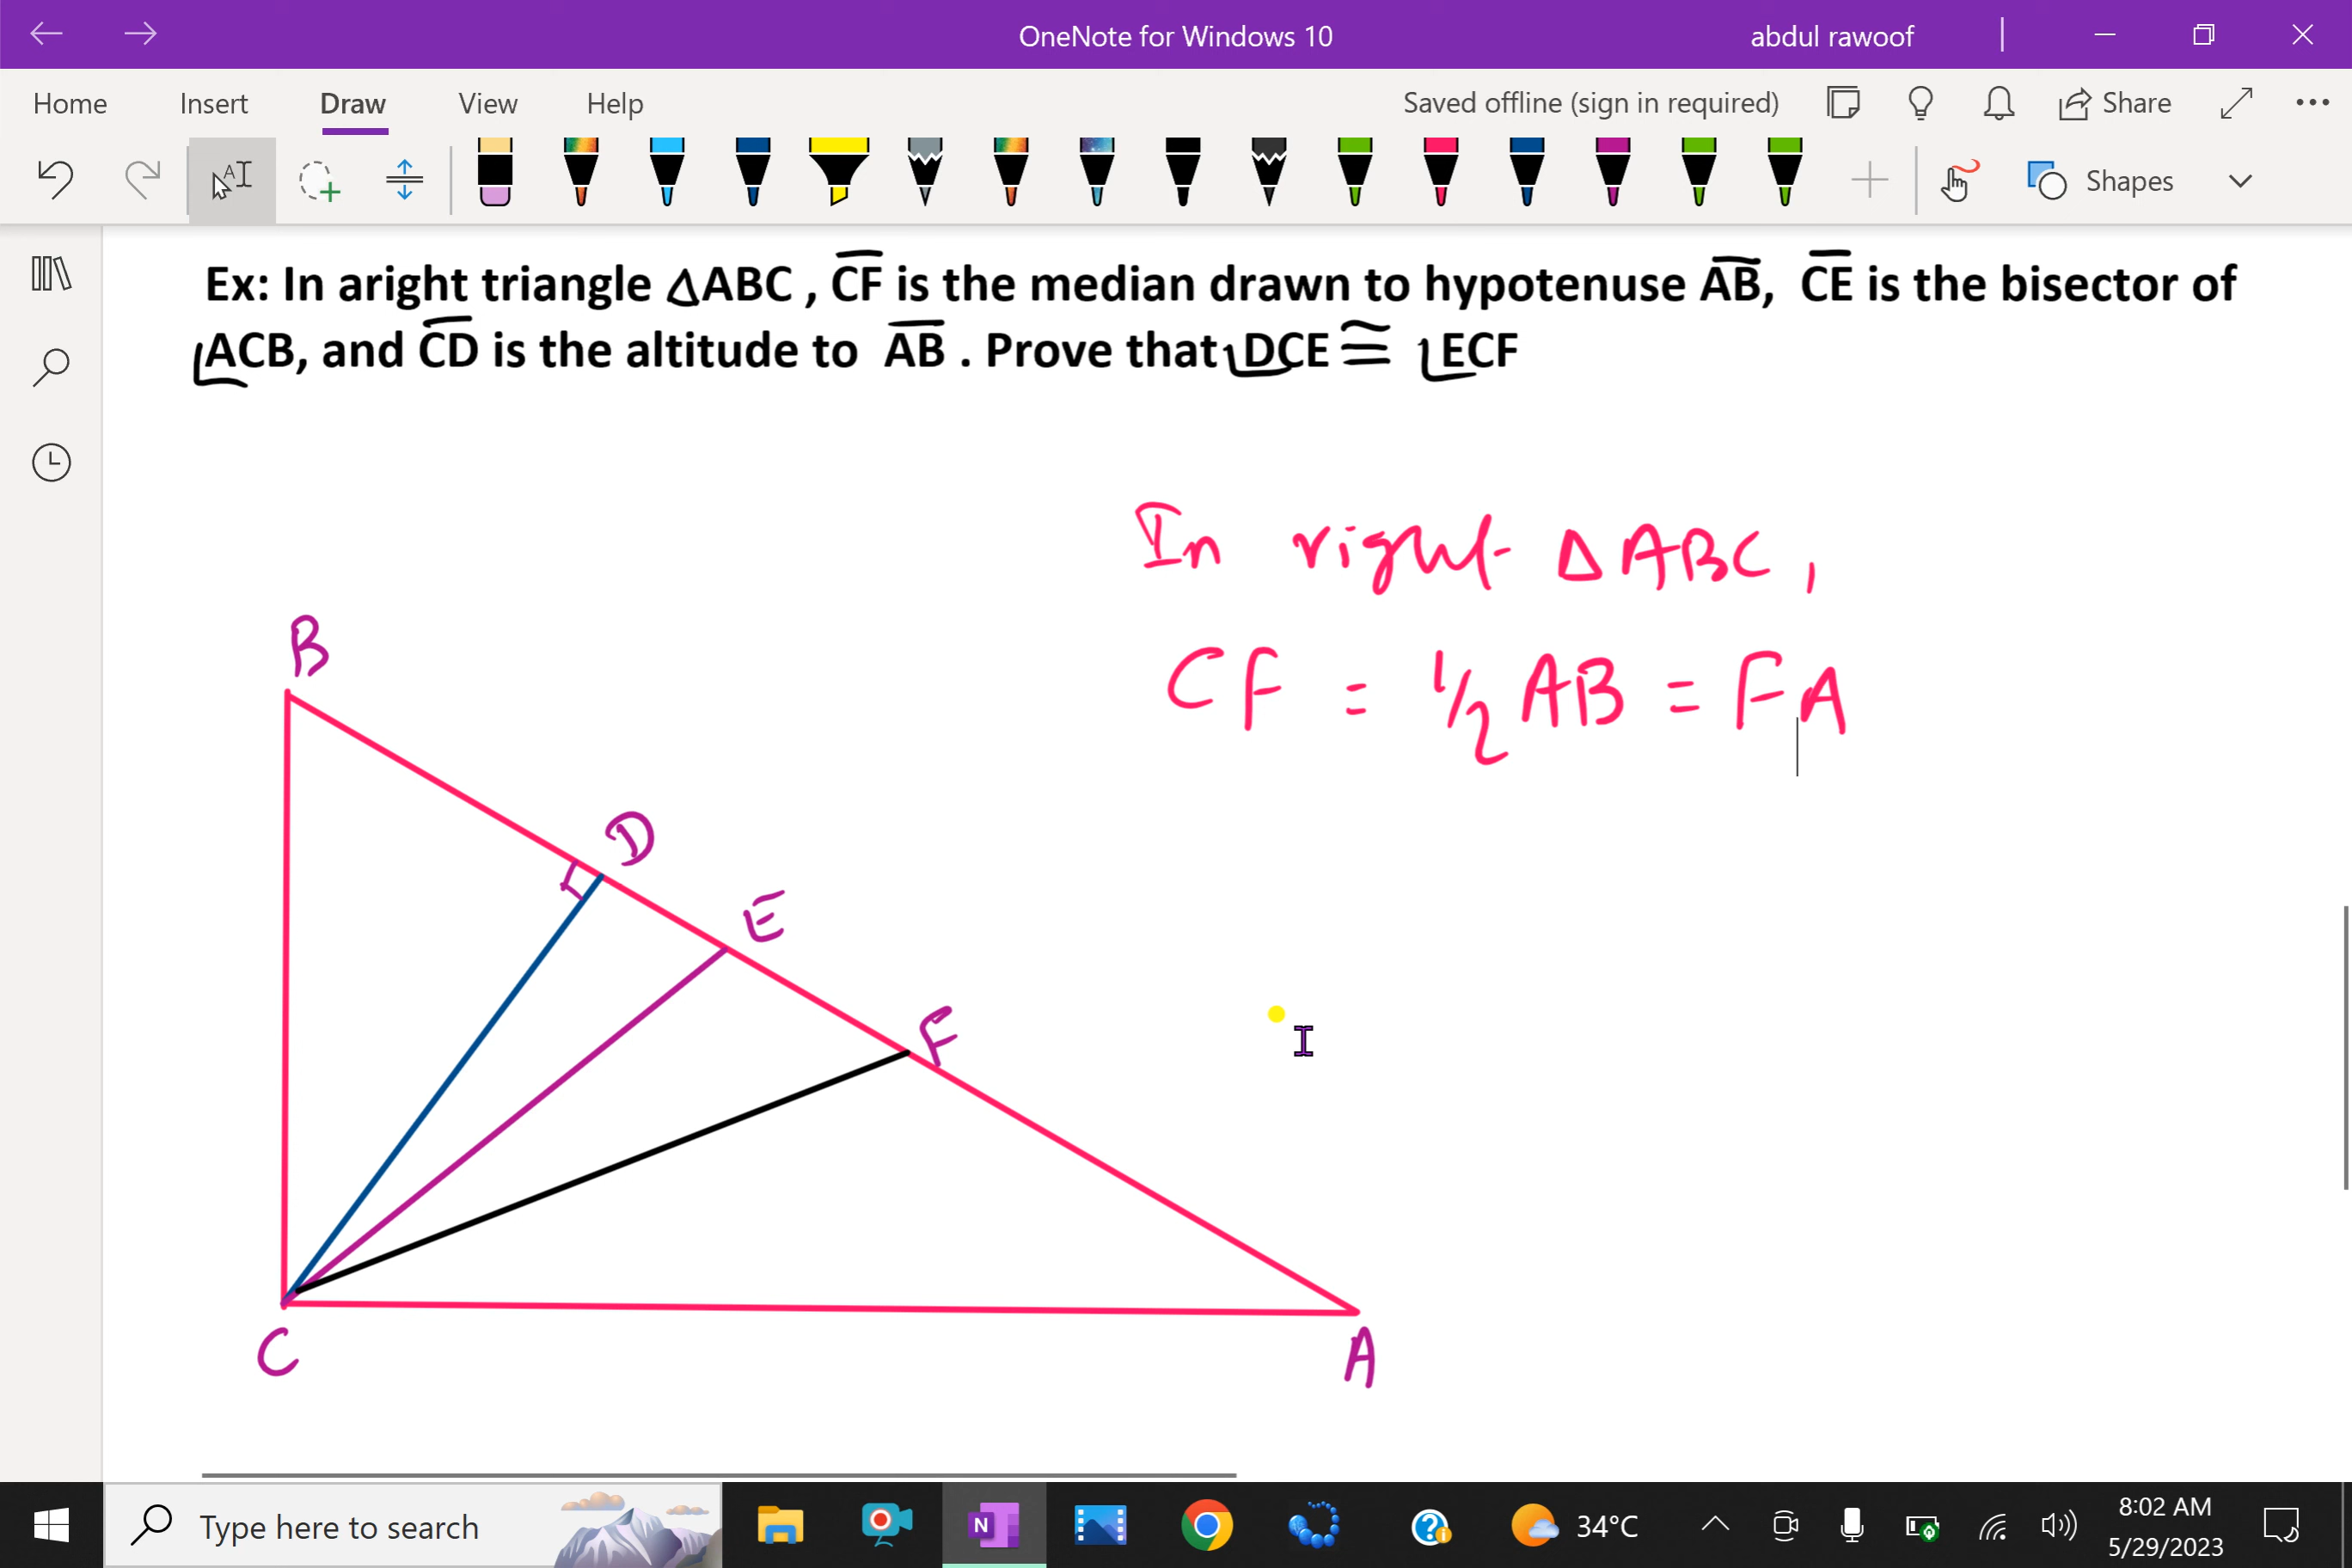 OneNote for Windows 10
abdul rawoof
Home Insert Draw View Help
Saved offline (sign in required)
Share
Shapes
Ex: In aright triangle △ABC , CF is the median drawn to hypotenuse AB, CE is the bisector of
∠ACB, and CD is the altitude to AB . Prove that ∠DCE ≅ ∠ECF
In right △ABC,
CF = 1/2 AB = FA
B
D
E
F
C
A
Type here to search
34°C
8:02 AM
5/29/2023